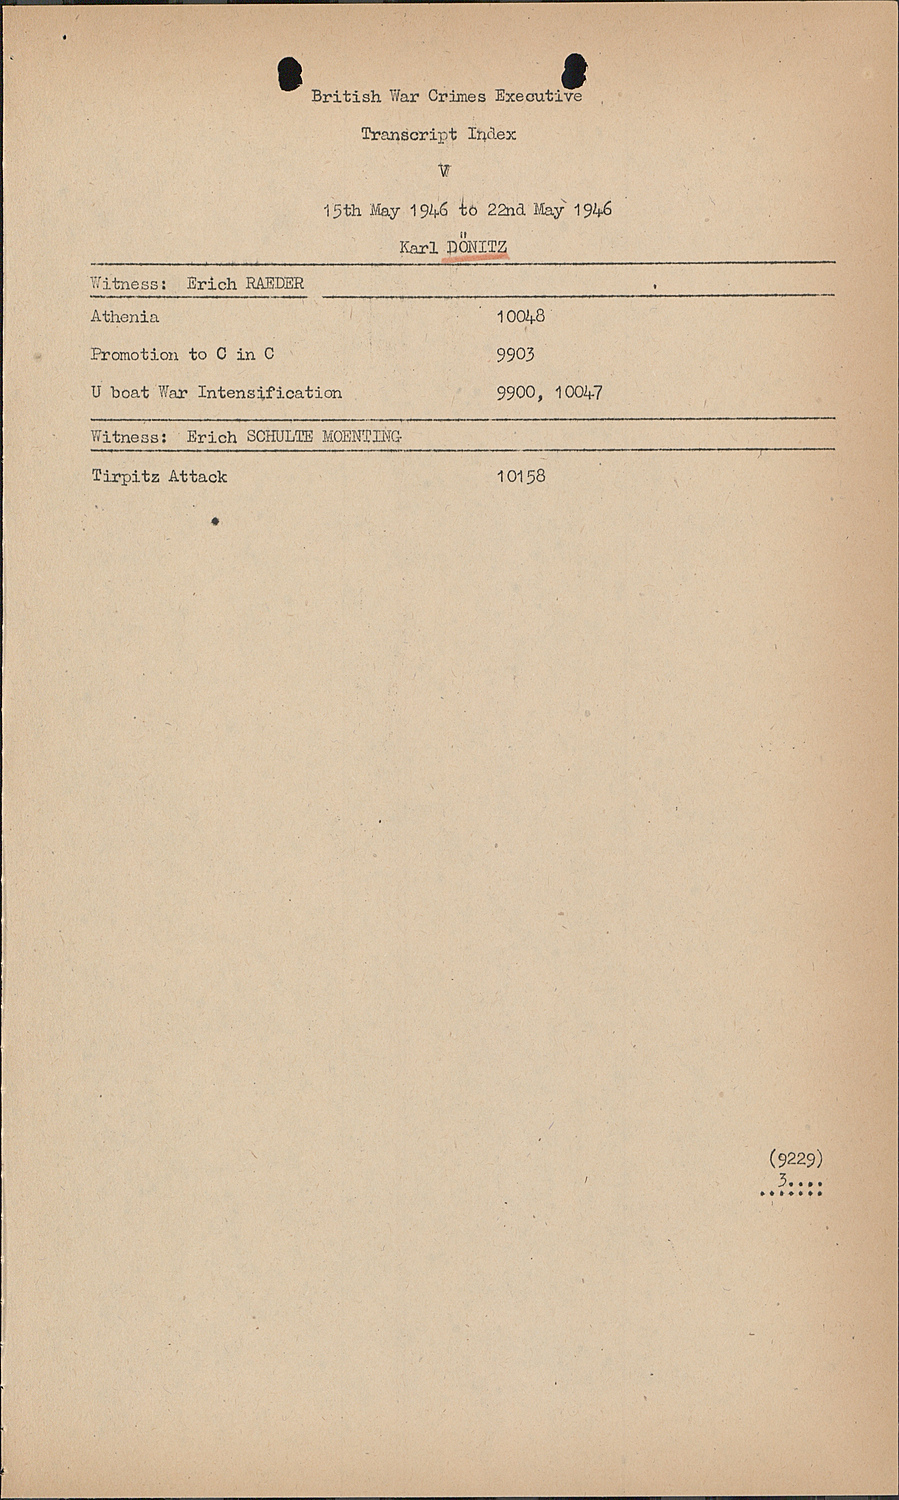 British War Crimes Executive
Transcript Index
V
15th May 1946 to 22nd May 1946
Karl DÖNITZ
Witness: Erich RAEDER
Athenia 10048
Promotion to C in C 9903
U boat War Intensification 9900, 10047
Witness: Erich SCHULTE MOENTING
Tirpitz Attack 10158
(9229)
3....
.......